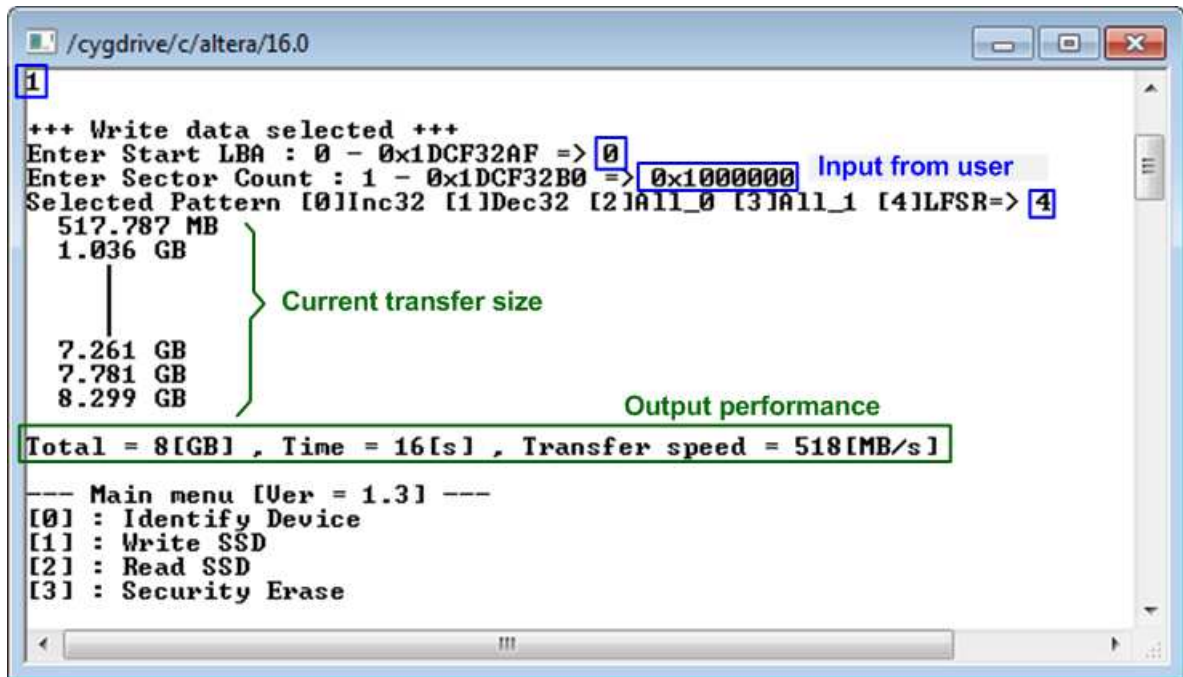 /cygdrive/c/altera/16.0
1
+++ Write data selected +++
Enter Start LBA : 0 - 0x1DCF32AF => 0
Enter Sector Count : 1 - 0x1DCF32B0 => 0x1000000 Input from user
Selected Pattern [0]Inc32 [1]Dec32 [2]All_0 [3]All_1 [4]LFSR=> 4
517.787 MB
1.036 GB
Current transfer size
7.261 GB
7.781 GB
8.299 GB
Output performance
Total = 8[GB] , Time = 16[s] , Transfer speed = 518[MB/s]
--- Main menu [Ver = 1.3] ---
[0] : Identify Device
[1] : Write SSD
[2] : Read SSD
[3] : Security Erase